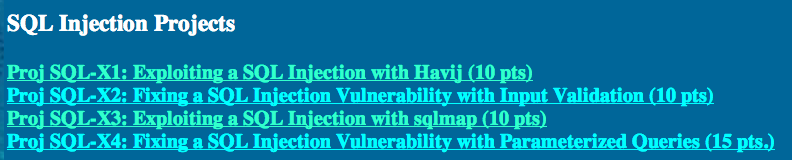 SQL Injection Projects
Proj SQL-X1: Exploiting a SQL Injection with Havij (10 pts)
Proj SQL-X2: Fixing a SQL Injection Vulnerability with Input Validation (10 pts)
Proj SQL-X3: Exploiting a SQL Injection with sqlmap (10 pts)
Proj SQL-X4: Fixing a SQL Injection Vulnerability with Parameterized Queries (15 pts.)